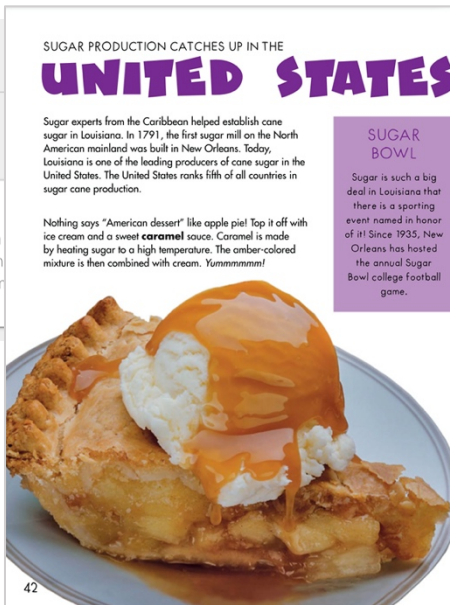 SUGAR PRODUCTION CATCHES UP IN THE
UNITED STATES
Sugar experts from the Caribbean helped establish cane
sugar in Louisiana. In 1791, the first sugar mill on the North
American mainland was built in New Orleans. Today,
Louisiana is one of the leading producers of cane sugar in the
United States. The United States ranks fifth of all countries in
sugar cane production.
Nothing says “American dessert” like apple pie! Top it off with
ice cream and a sweet caramel sauce. Caramel is made
by heating sugar to a high temperature. The amber-colored
mixture is then combined with cream. Yummmmmm!
SUGAR
BOWL
Sugar is such a big
deal in Louisiana that
there is a sporting
event named in honor
of it! Since 1935, New
Orleans has hosted
the annual Sugar
Bowl college football
game.
42